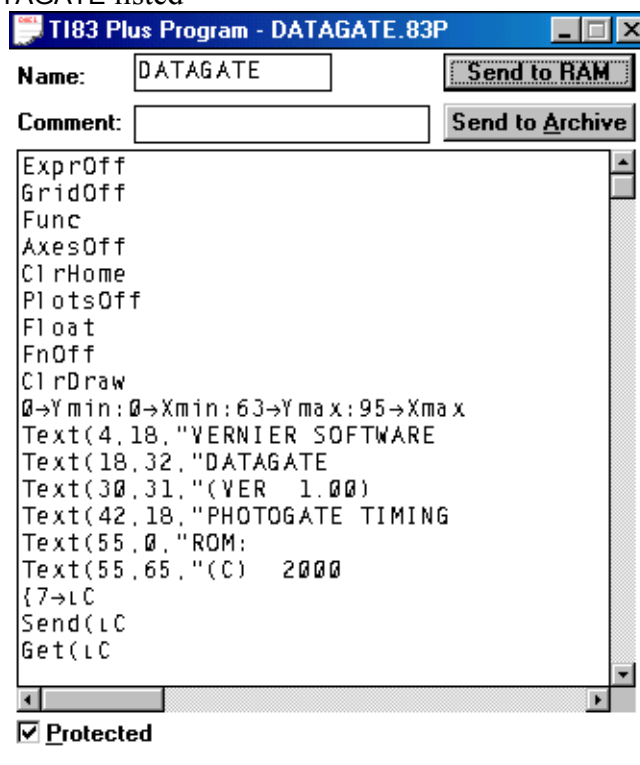 TAGATE listed
TI83 Plus Program - DATAGATE.83P
Name: DATAGATE Send to RAM
Comment: Send to Archive
ExprOff
GridOff
Func
AxesOff
ClrHome
PlotsOff
Float
FnOff
ClrDraw
0→Ymin:0→Xmin:63→Ymax:95→Xmax
Text(4,18,"VERNIER SOFTWARE
Text(18,32,"DATAGATE
Text(30,31,"(VER  1.00)
Text(42,18,"PHOTOGATE TIMING
Text(55,0,"ROM:
Text(55,65,"(C)  2000
{7→ʟC
Send(ʟC
Get(ʟC
Protected